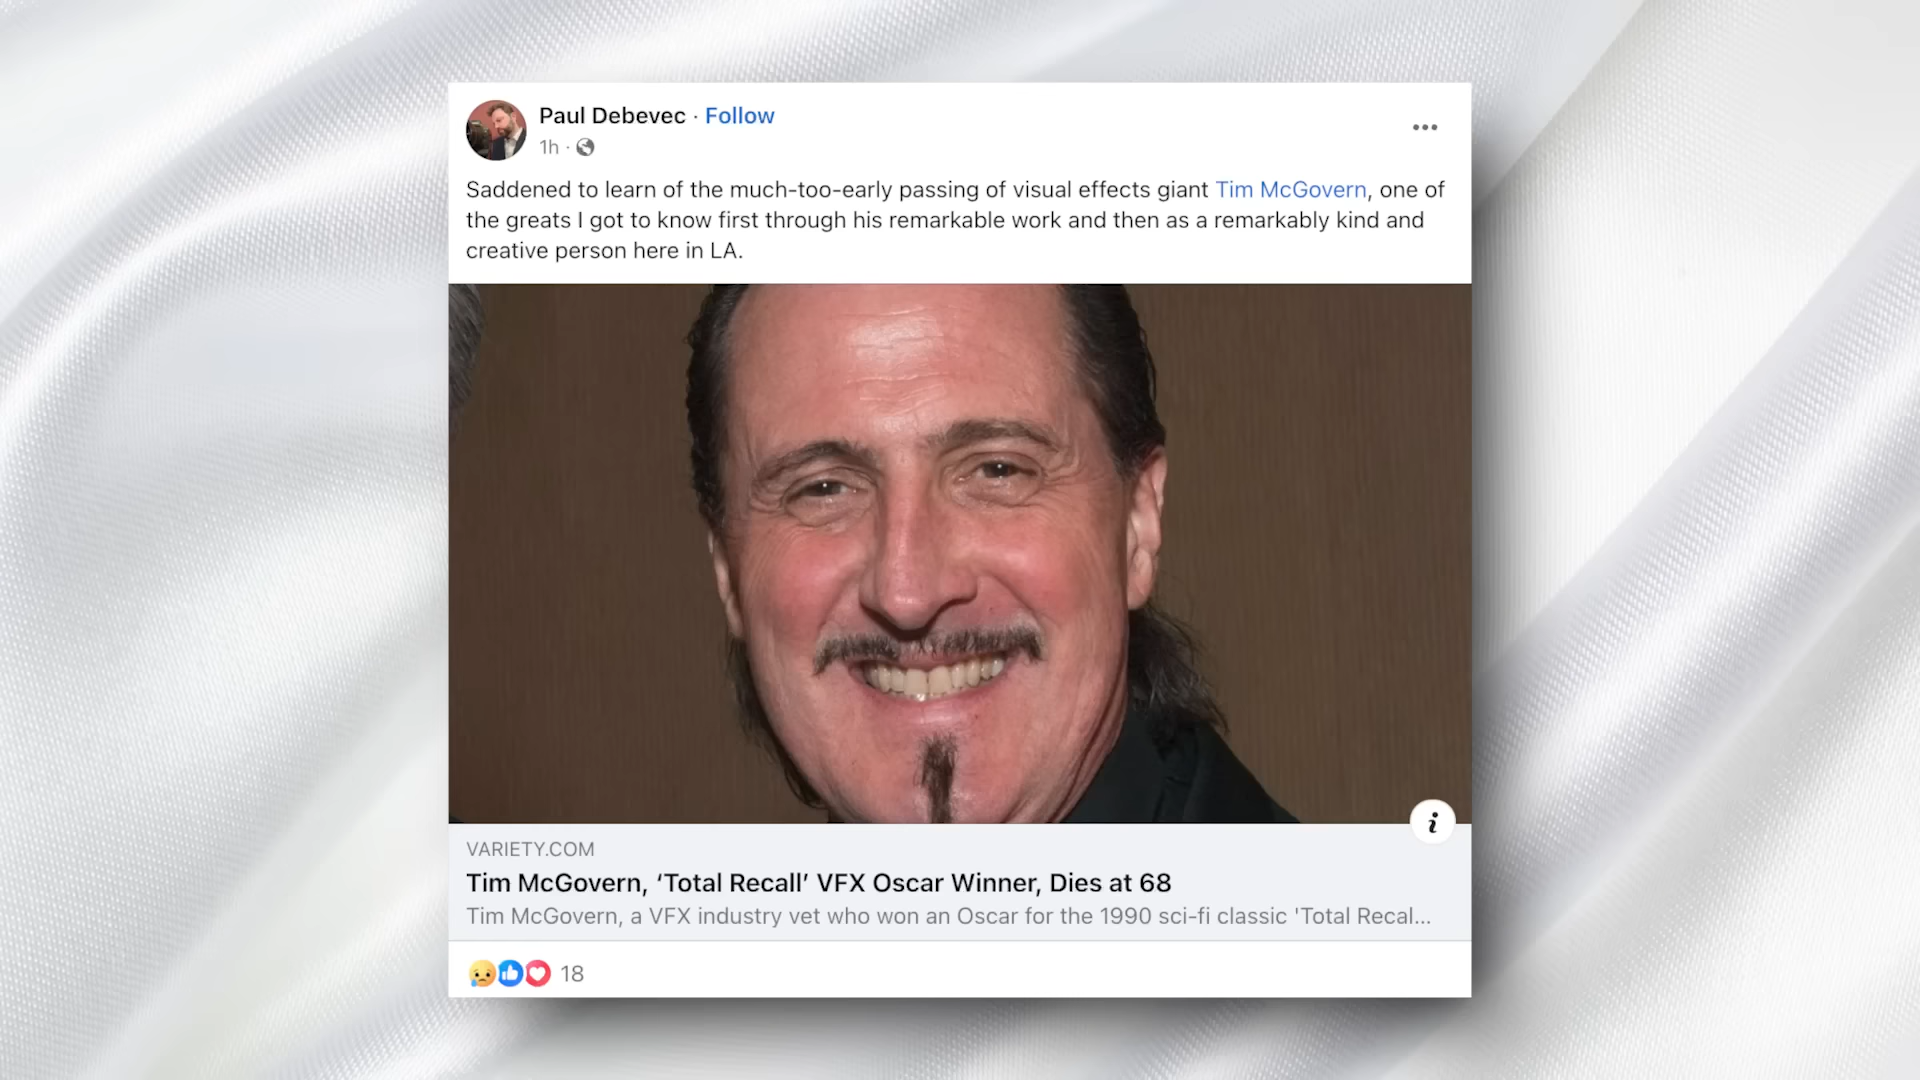 Paul Debevec · Follow
1h ·
Saddened to learn of the much-too-early passing of visual effects giant Tim McGovern, one of
the greats I got to know first through his remarkable work and then as a remarkably kind and
creative person here in LA.
i
VARIETY.COM
Tim McGovern, ‘Total Recall’ VFX Oscar Winner, Dies at 68
Tim McGovern, a VFX industry vet who won an Oscar for the 1990 sci-fi classic 'Total Recal...
18